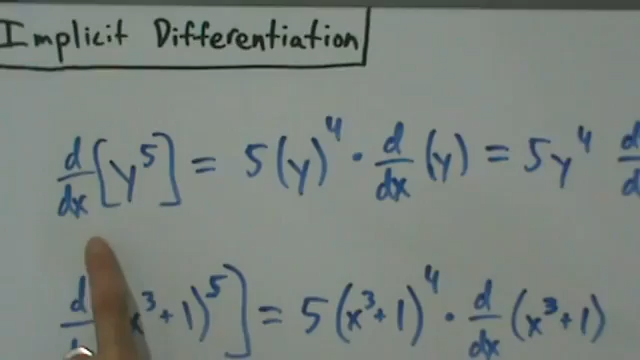 Implicit Differentiation
d/dx [y^5] = 5(y)^4 · d/dx (y) = 5y^4 d
d x^3+1)^5] = 5(x^3+1)^4 · d/dx (x^3+1)